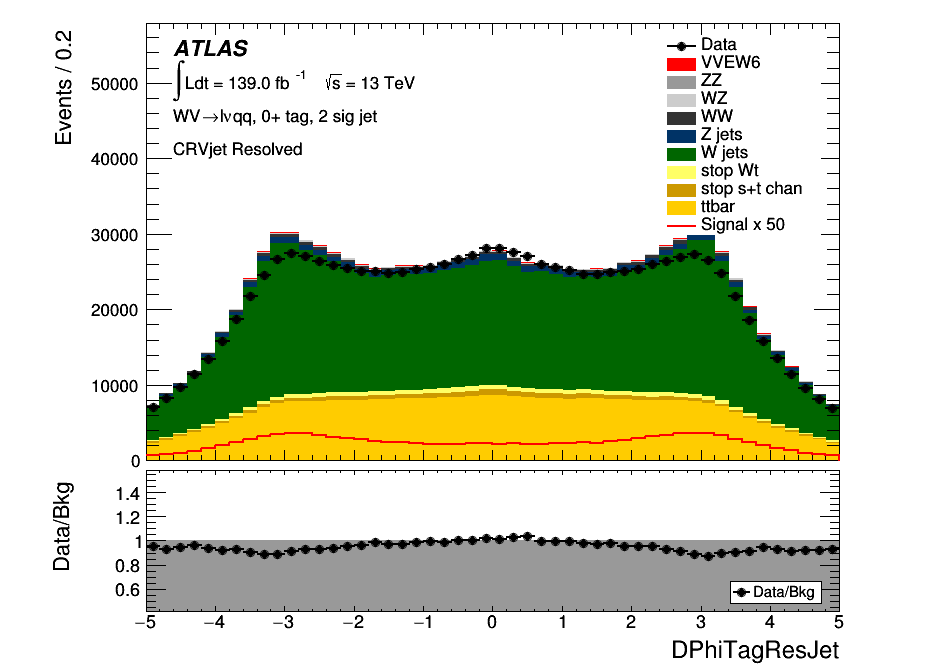 Events / 0.2
ATLAS
∫Ldt = 139.0 fb⁻¹ √s = 13 TeV
WV→lνqq, 0+ tag, 2 sig jet
CRVjet Resolved
Data
VVEW6
ZZ
WZ
WW
Z jets
W jets
stop Wt
stop s+t chan
ttbar
Signal x 50
50000
40000
30000
20000
10000
0
Data/Bkg
1.4
1.2
1
0.8
0.6
Data/Bkg
−5 −4 −3 −2 −1 0 1 2 3 4 5
DPhiTagResJet